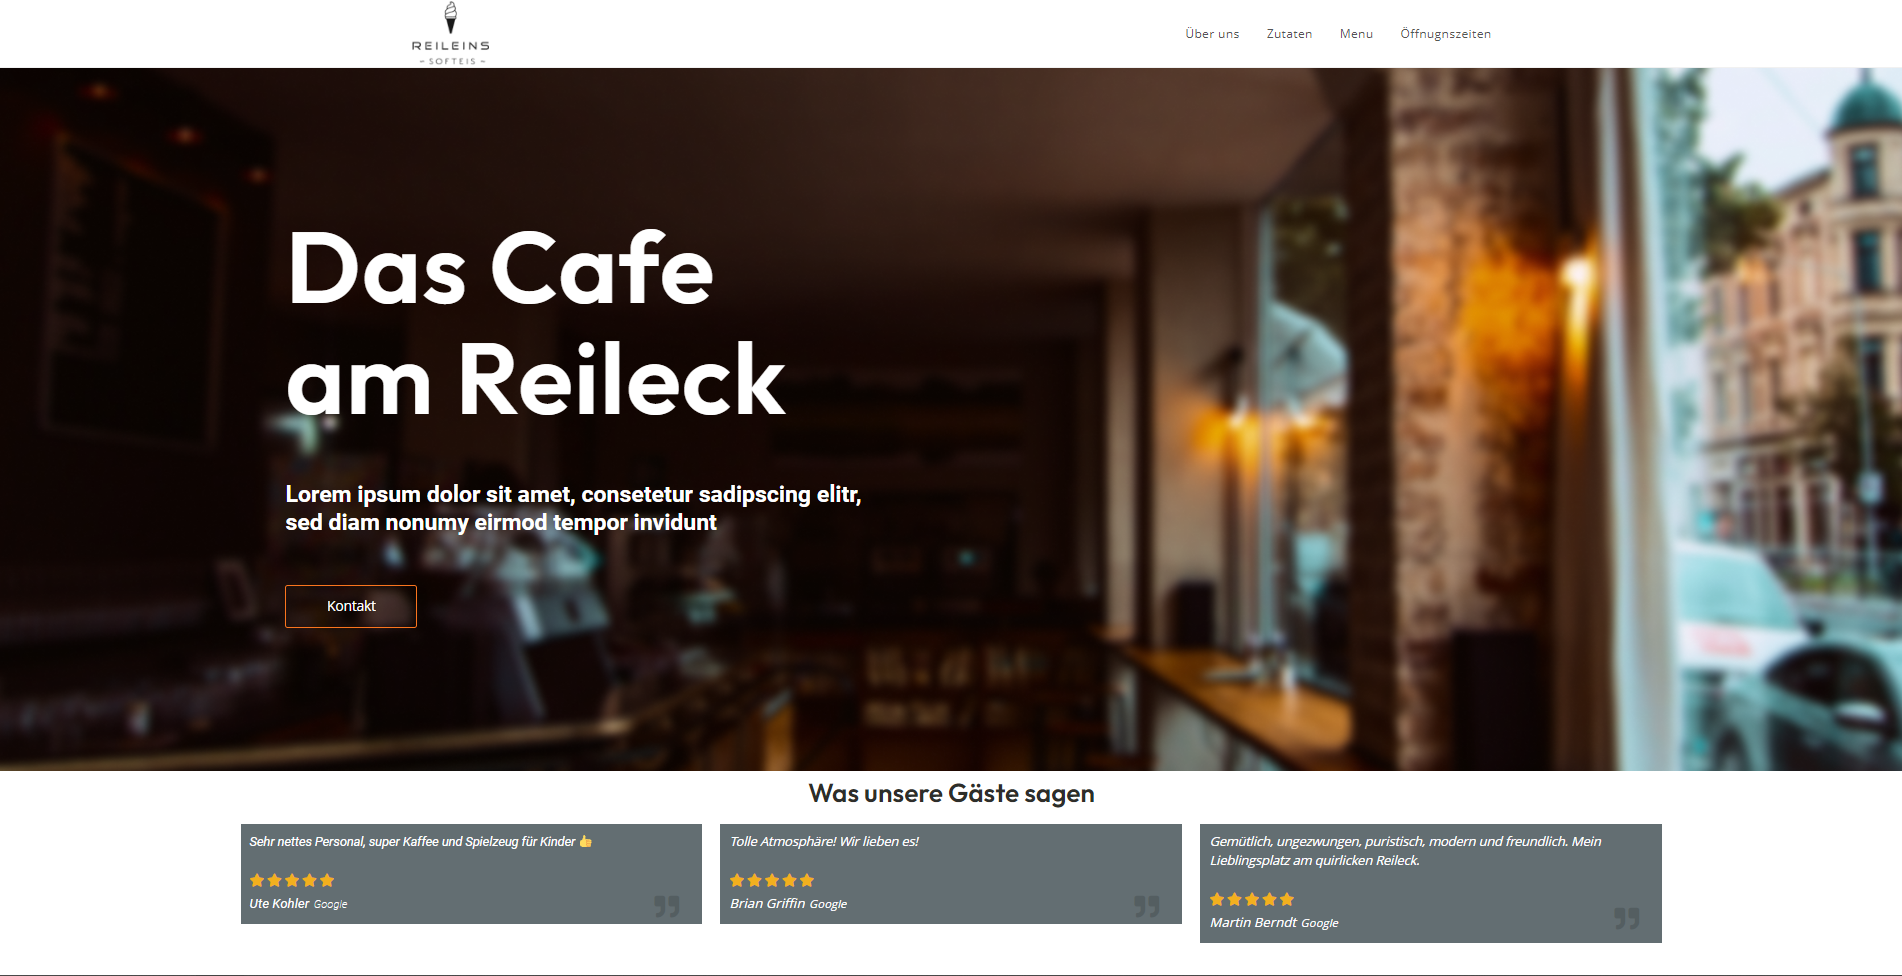 REILEINS
~ SOFTEIS ~
Über uns Zutaten Menu Öffnugnszeiten
Das Cafe
am Reileck
Lorem ipsum dolor sit amet, consetetur sadipscing elitr,
sed diam nonumy eirmod tempor invidunt
Kontakt
Was unsere Gäste sagen
Sehr nettes Personal, super Kaffee und Spielzeug für Kinder 👍
Ute Kohler Google
Tolle Atmosphäre! Wir lieben es!
Brian Griffin Google
Gemütlich, ungezwungen, puristisch, modern und freundlich. Mein
Lieblingsplatz am quirlicken Reileck.
Martin Berndt Google